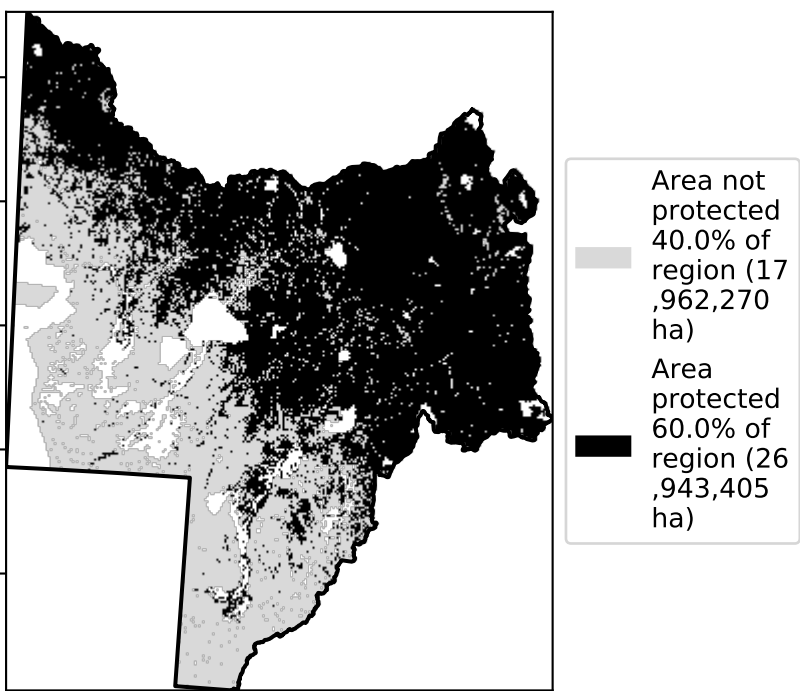 Area not
protected
40.0% of
region (17
,962,270
ha)
Area
protected
60.0% of
region (26
,943,405
ha)